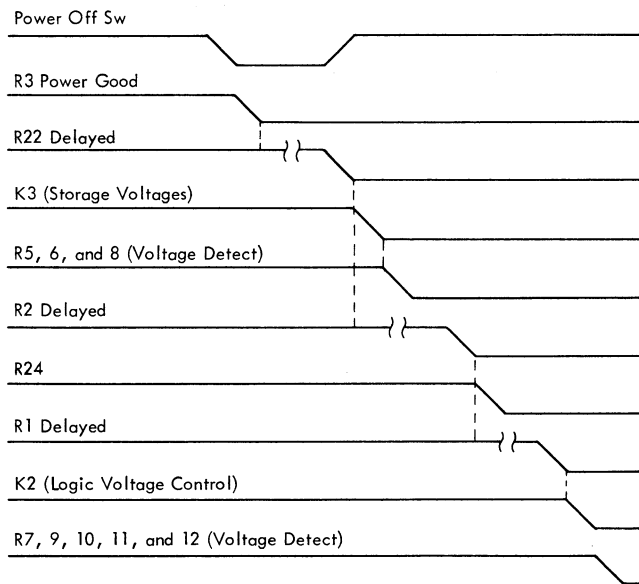 Power Off Sw
R3 Power Good
R22 Delayed
K3 (Storage Voltages)
R5, 6, and 8 (Voltage Detect)
R2 Delayed
R24
R1 Delayed
K2 (Logic Voltage Control)
R7, 9, 10, 11, and 12 (Voltage Detect)